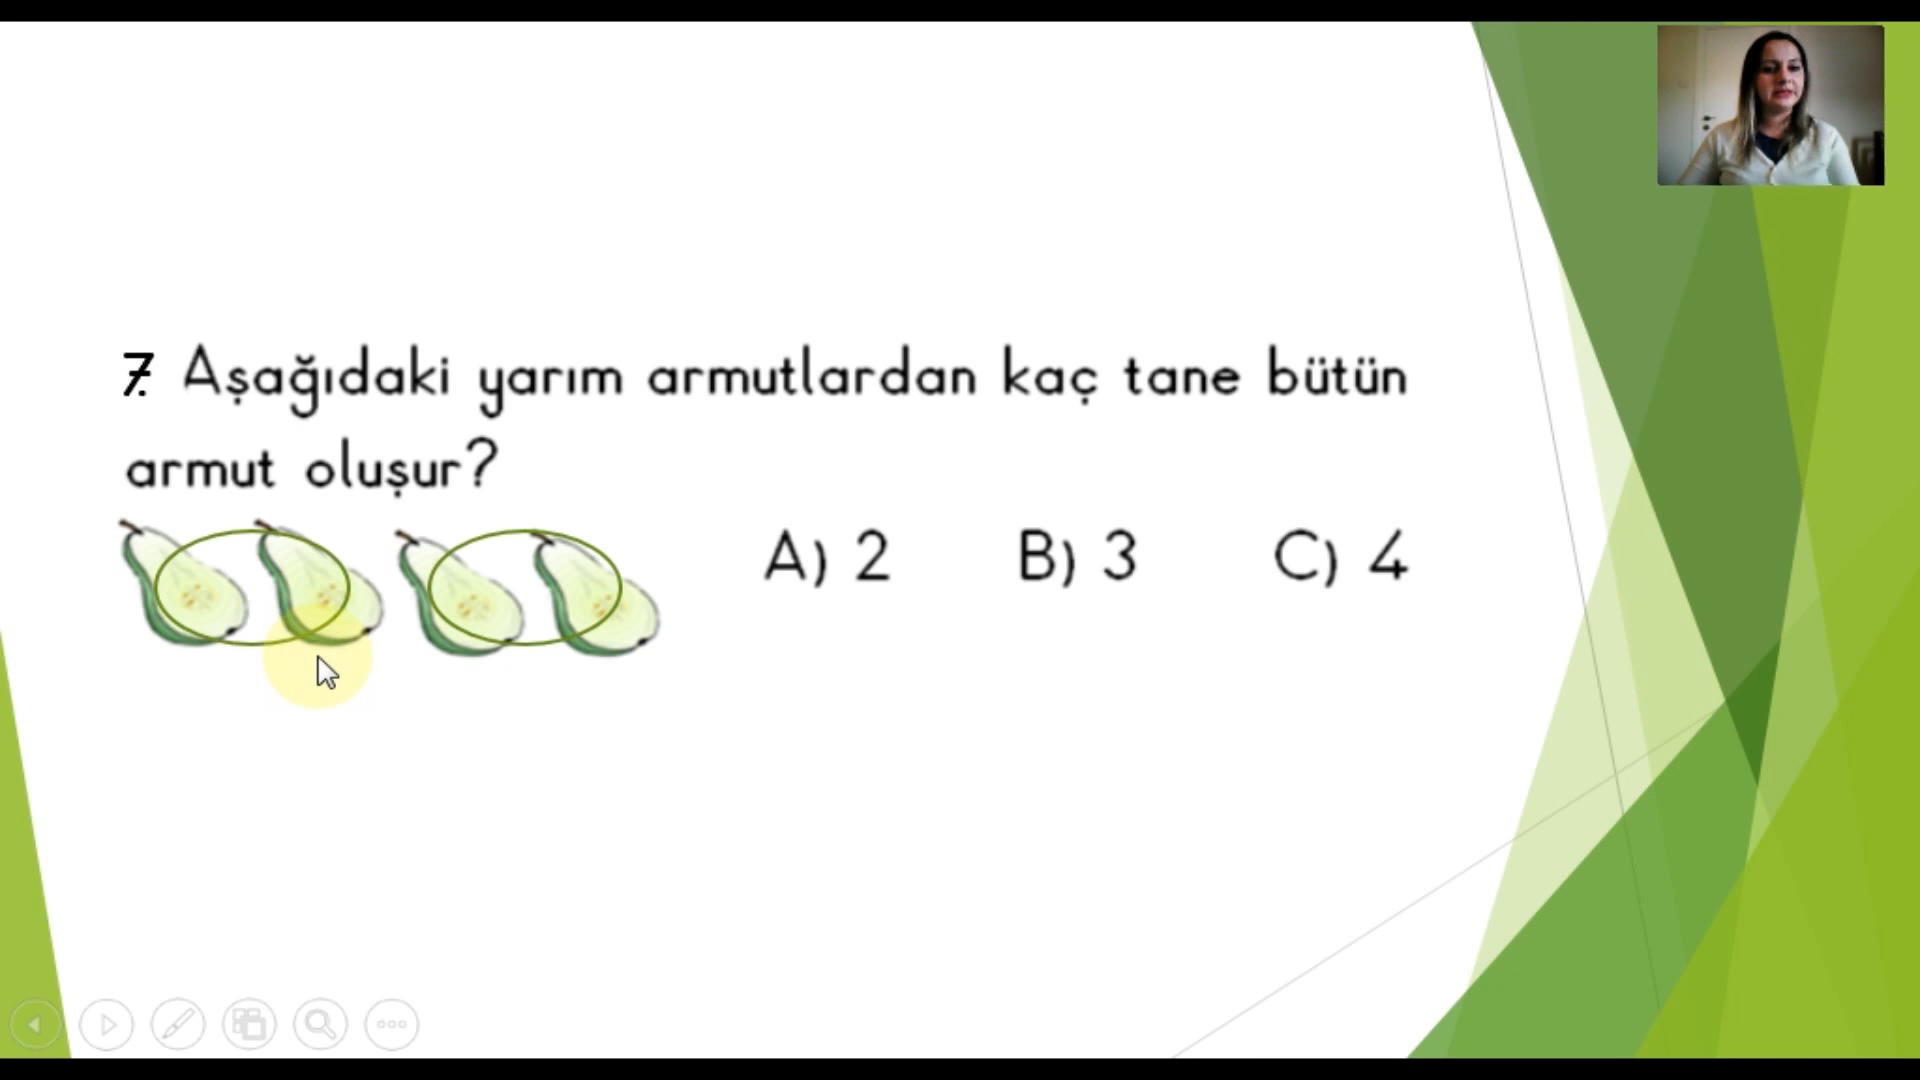 7. Aşağıdaki yarım armutlardan kaç tane bütün
armut oluşur?
A) 2 B) 3 C) 4